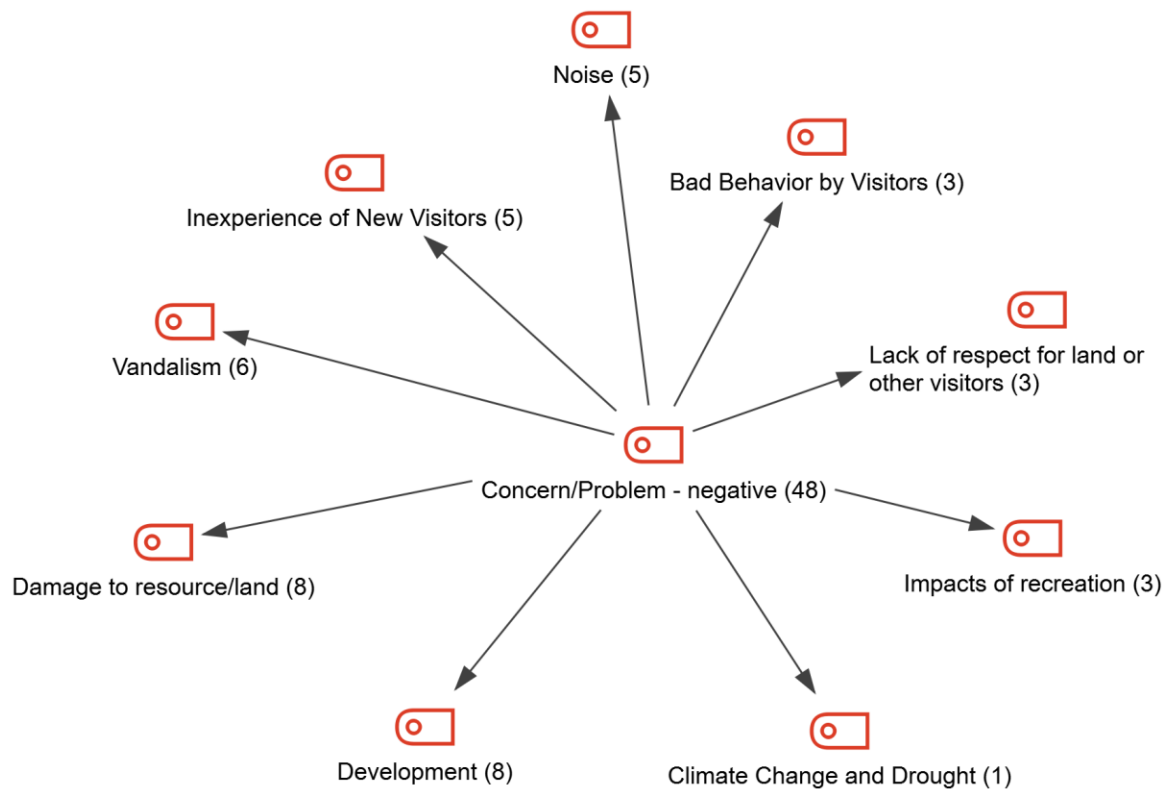 Noise (5)
Bad Behavior by Visitors (3)
Inexperience of New Visitors (5)
Vandalism (6)
Lack of respect for land or
other visitors (3)
Concern/Problem - negative (48)
Damage to resource/land (8)
Impacts of recreation (3)
Development (8)
Climate Change and Drought (1)